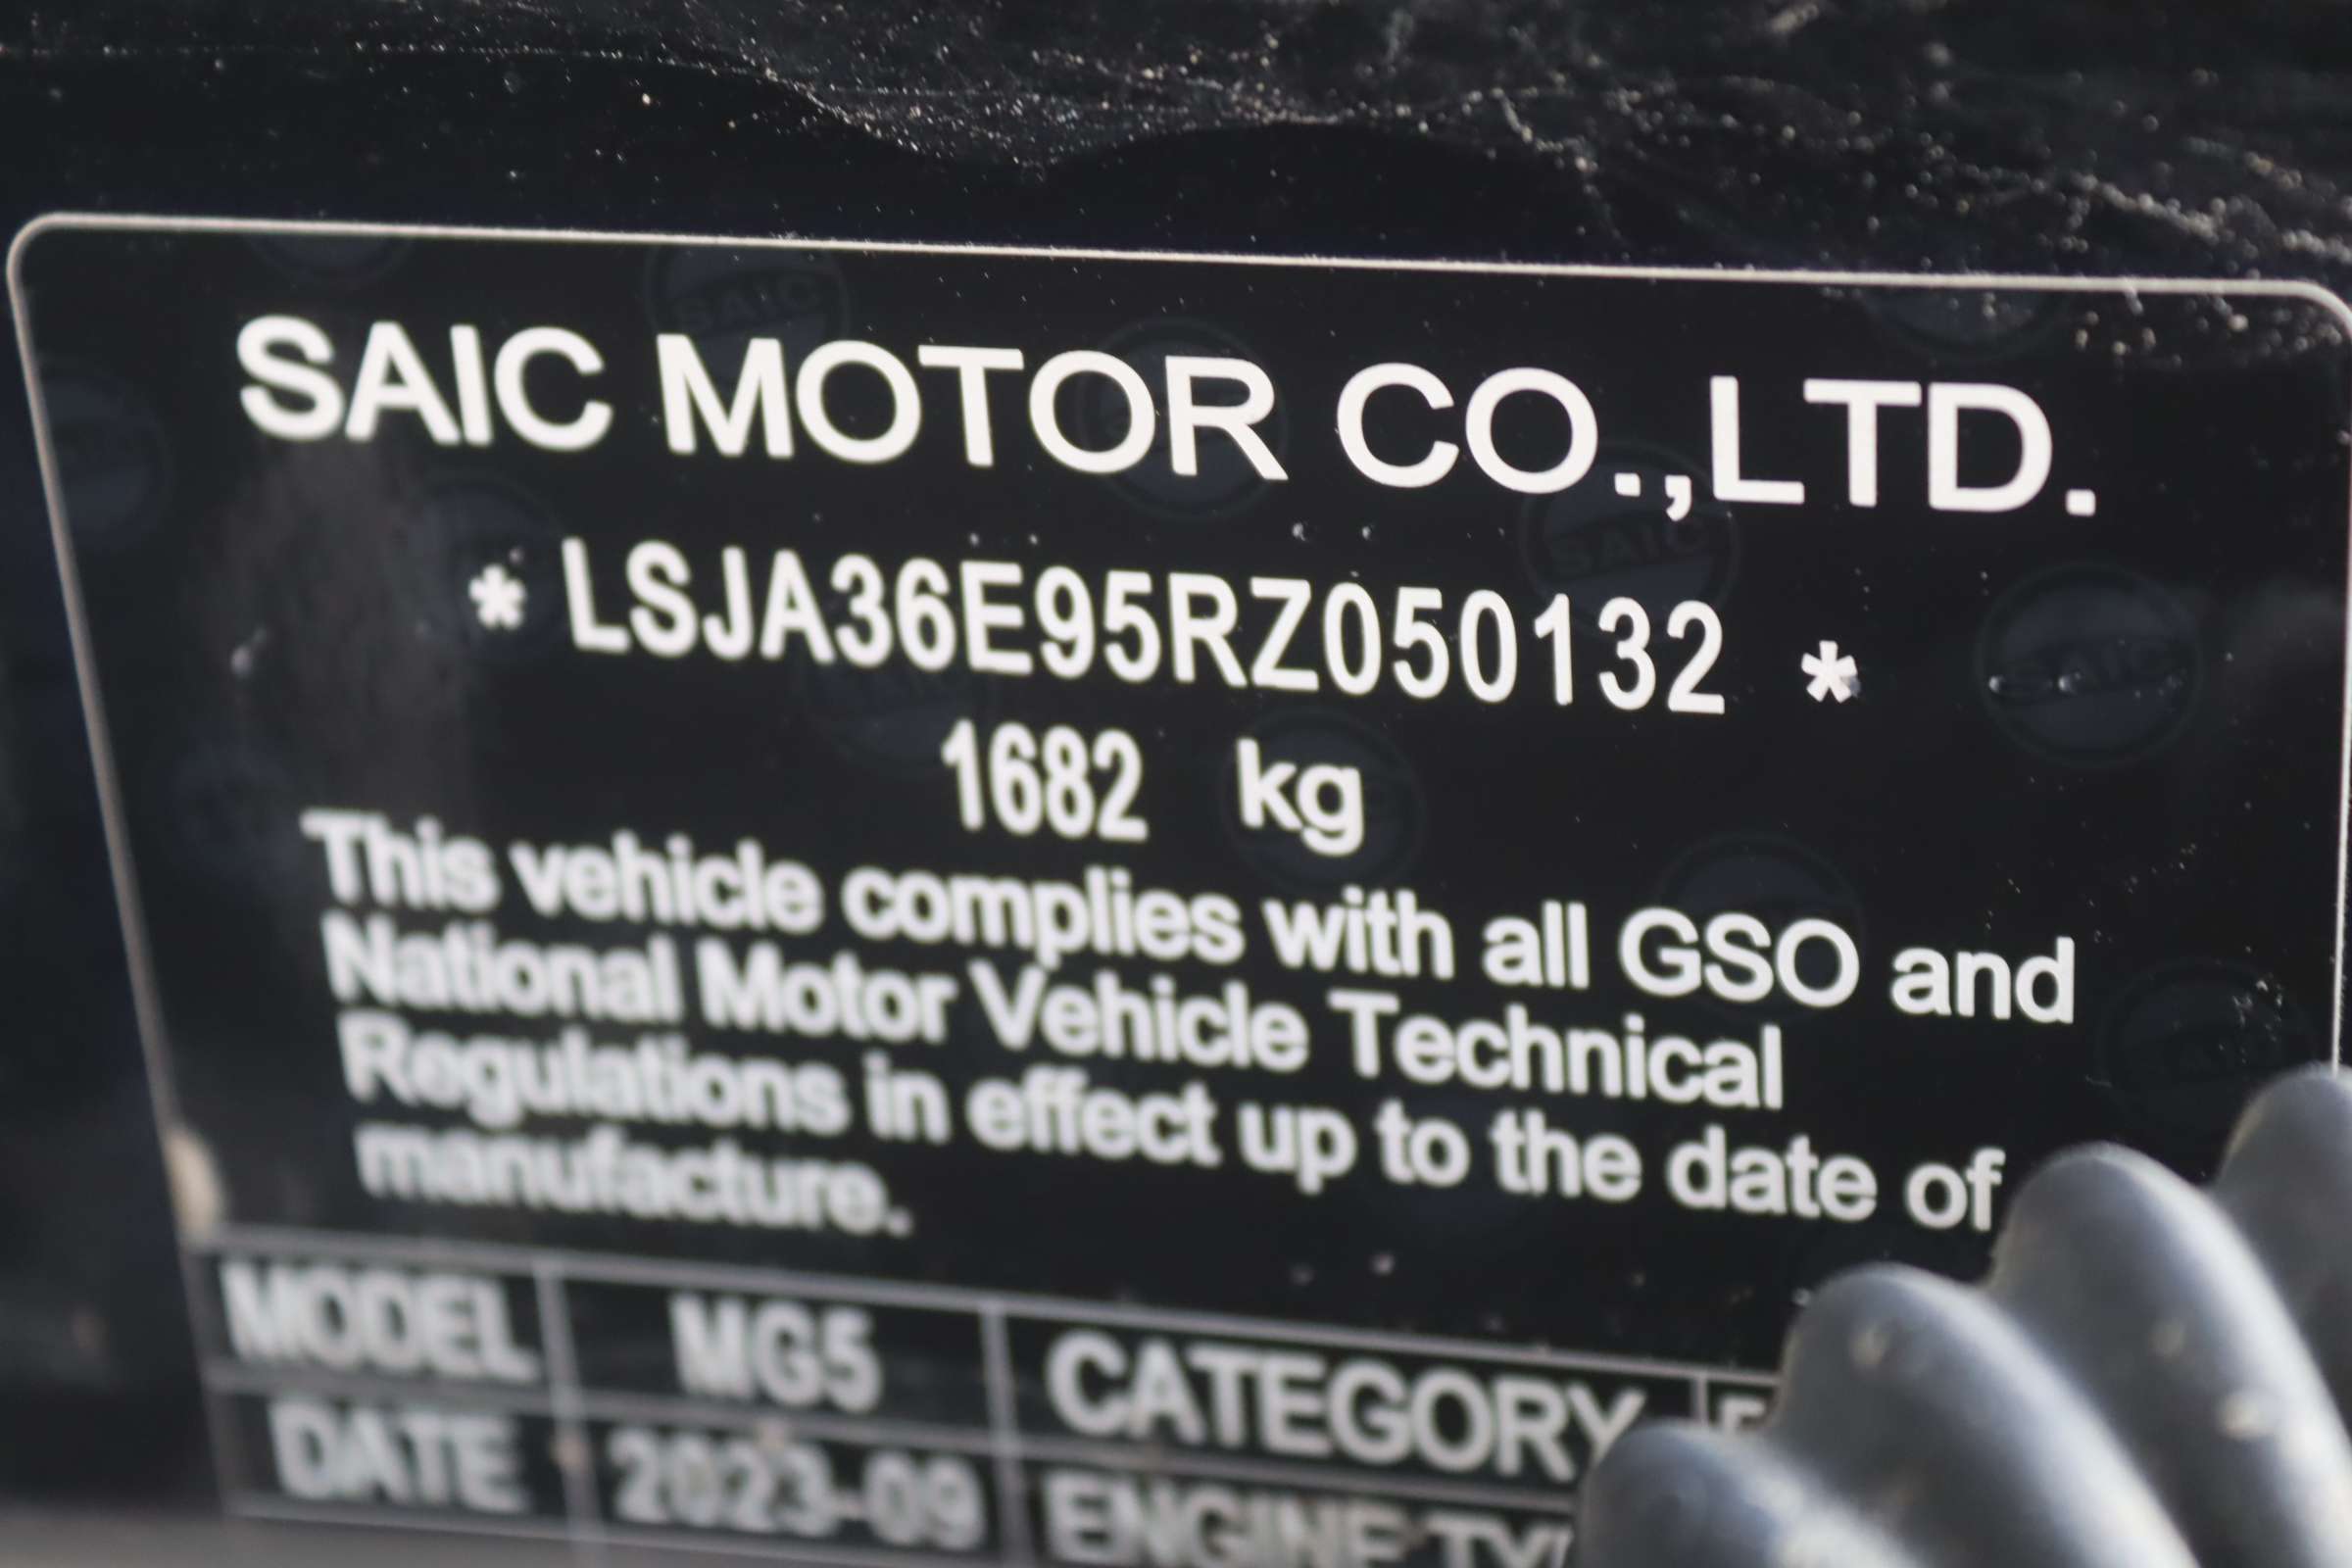 SAIC MOTOR CO.,LTD.
* LSJA36E95RZ050132 *
1682 kg
This vehicle complies with all GSO and
National Motor Vehicle Technical
Regulations in effect up to the date of
manufacture.
MODEL MG5 CATEGORY
DATE 2023-09 ENGINE